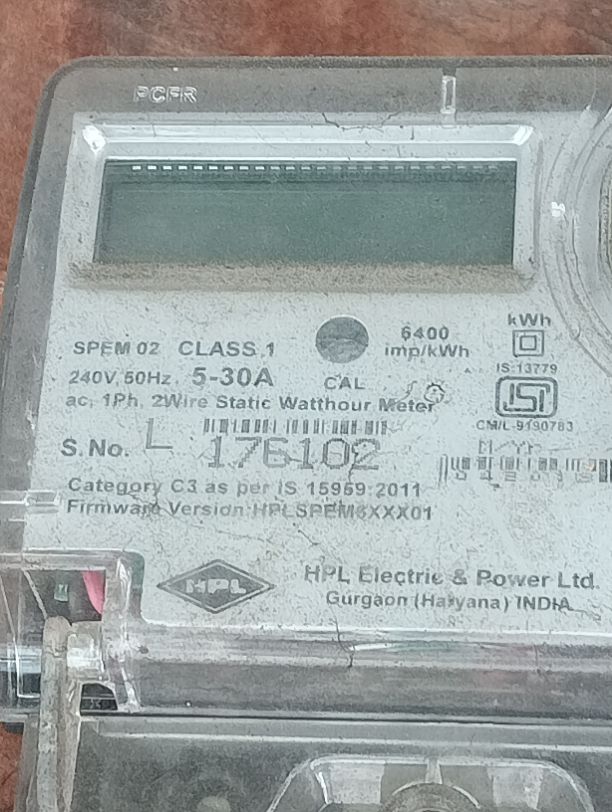 PCFR
kWh
6400
imp/kWh
SPEM 02 CLASS 1
IS:13779
240V, 50Hz. 5-30A
CAL
ISI
ac, 1Ph, 2Wire Static Watthour Meter
CM/L-9190783
S.No. L 176102
M/Yr
Category C3 as per IS 15959:2011
Firmware Version:HPLSPEM6XXX01
HPL
HPL Electric & Power Ltd.
Gurgaon (Haryana) INDIA